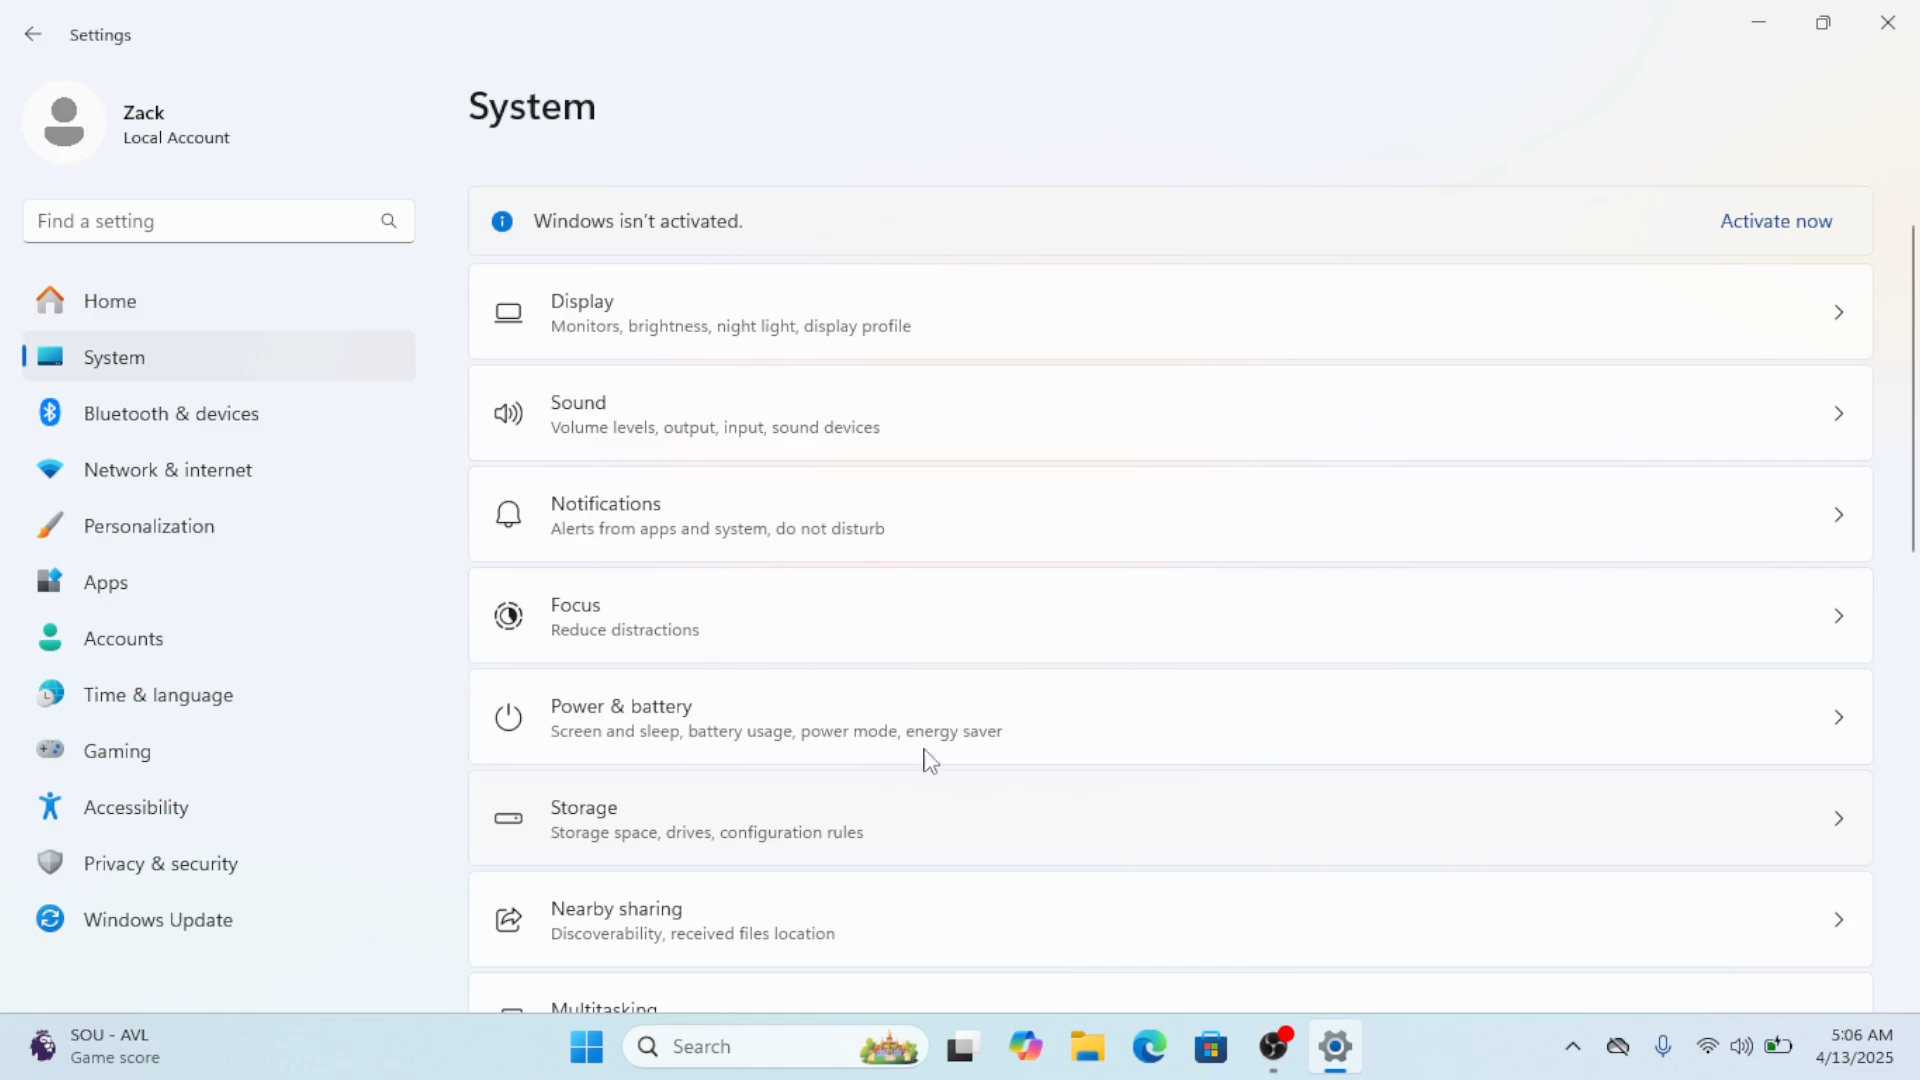 Settings
Zack
Local Account
Find a setting
Home
System
Bluetooth & devices
Network & internet
Personalization
Apps
Accounts
Time & language
Gaming
Accessibility
Privacy & security
Windows Update
System
Windows isn't activated.
Activate now
Display
Monitors, brightness, night light, display profile
Sound
Volume levels, output, input, sound devices
Notifications
Alerts from apps and system, do not disturb
Focus
Reduce distractions
Power & battery
Screen and sleep, battery usage, power mode, energy saver
Storage
Storage space, drives, configuration rules
Nearby sharing
Discoverability, received files location
Multitasking
SOU - AVL
Game score
Search
5:06 AM
4/13/2025